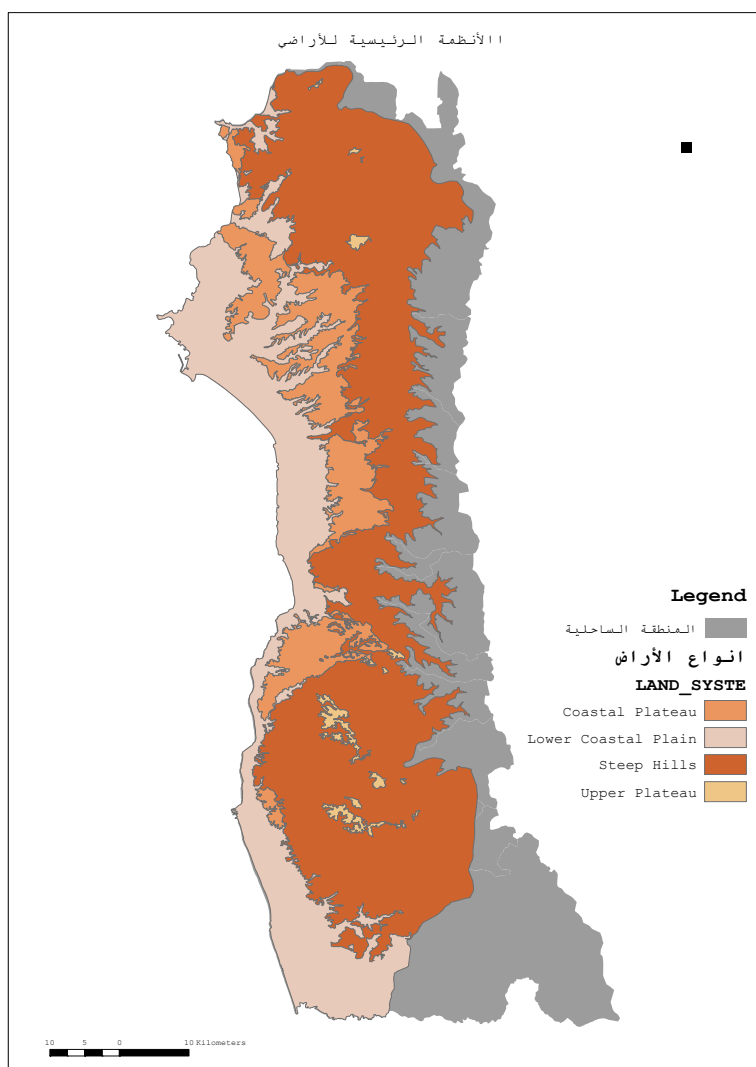 الأنظمة الرئيسية للأراضي
Legend
المنطقة الساحلية
انواع الأراض
LAND_SYSTE
Coastal Plateau
Lower Coastal Plain
Steep Hills
Upper Plateau
10 5 0 10 Kilometers